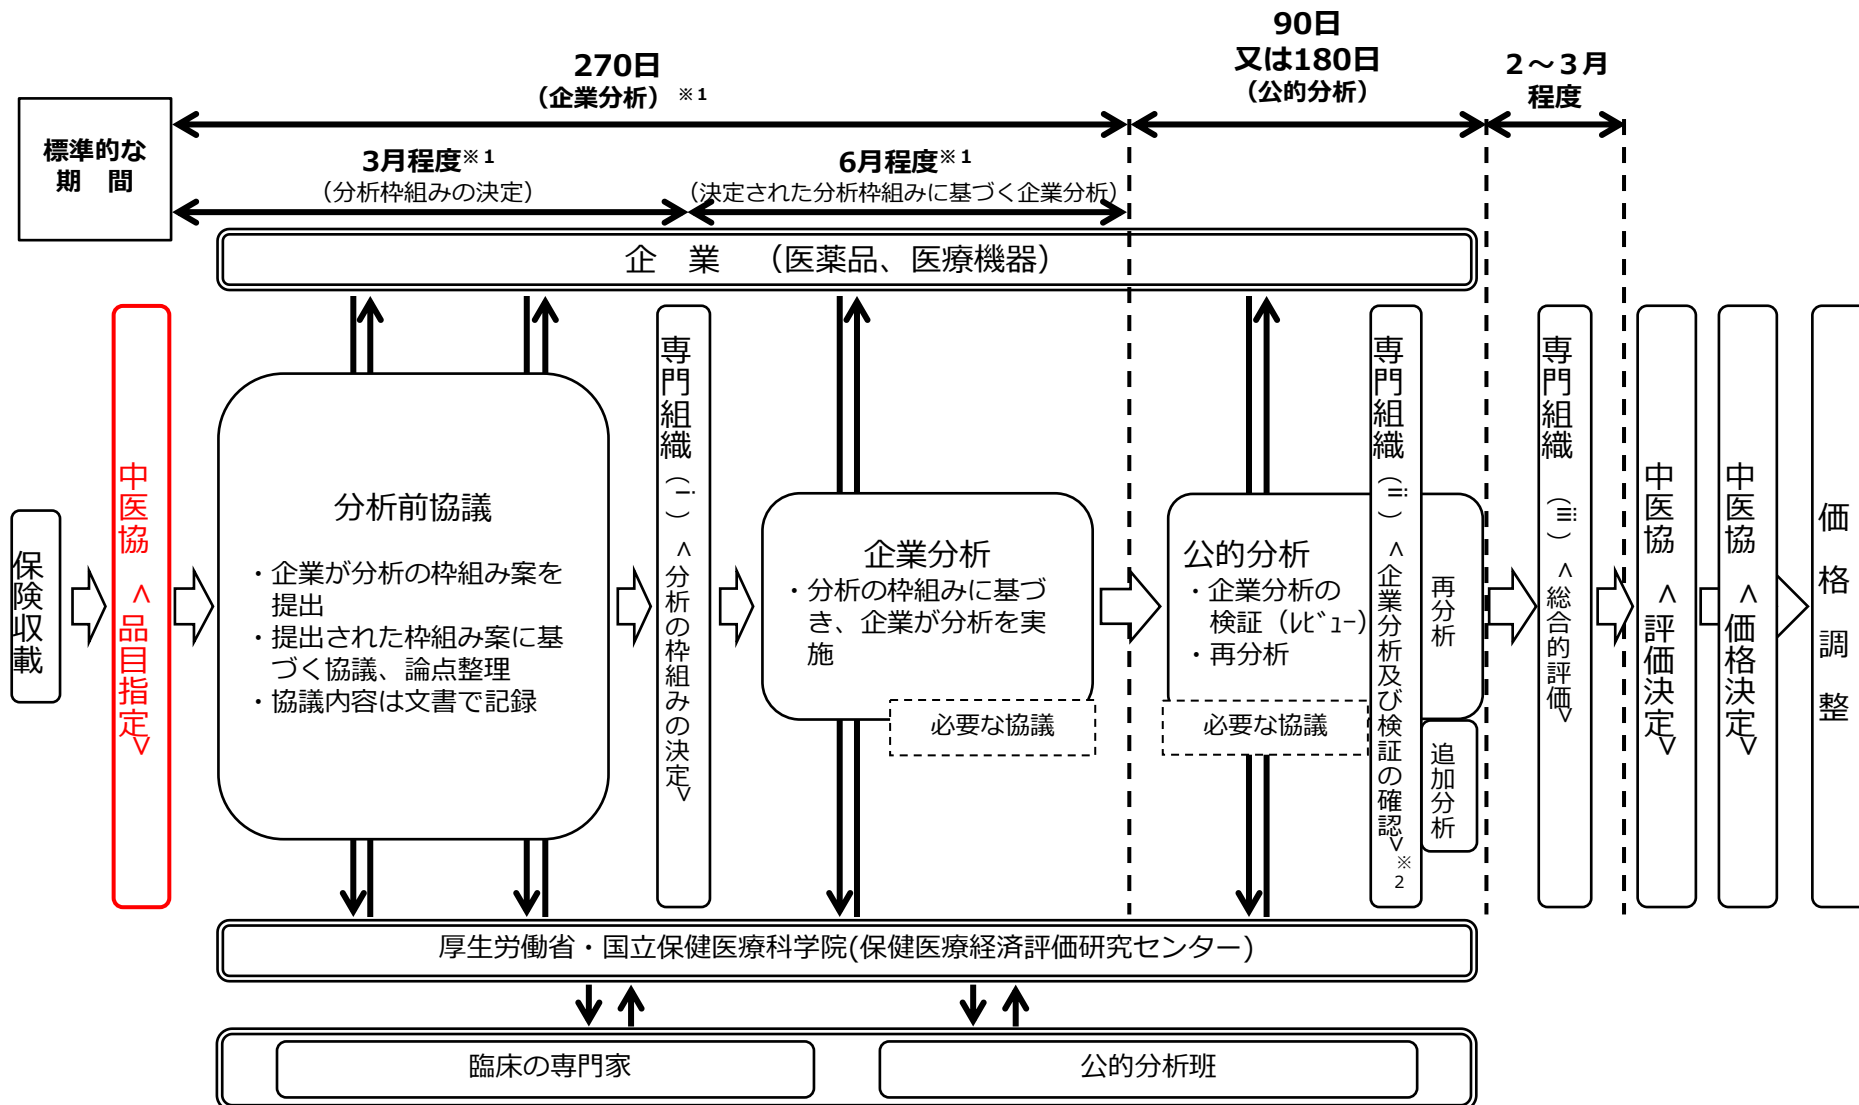 標準的な
期　間
270日
（企業分析）※1
90日
又は180日
（公的分析）
２～３月
程度
3月程度※1
（分析枠組みの決定）
6月程度※1
（決定された分析枠組みに基づく企業分析）
企　業　（医薬品、医療機器）
保険収載
中医協　<品目指定>
分析前協議
・企業が分析の枠組み案を
提出
・提出された枠組み案に基
づく協議、論点整理
・協議内容は文書で記録
専門組織（ⅰ）<分析の枠組みの決定>
企業分析
・分析の枠組みに基づ
き、企業が分析を実
施
必要な協議
公的分析
・企業分析の
検証（ﾚﾋﾞｭｰ）
・再分析
必要な協議
専門組織（ⅱ）<企業分析及び検証の確認>※2
再分析
追加分析
専門組織　（ⅲ）<総合的評価>
中医協　<評価決定>
中医協　<価格決定>
価格調整
厚生労働省・国立保健医療科学院(保健医療経済評価研究センター)
臨床の専門家
公的分析班